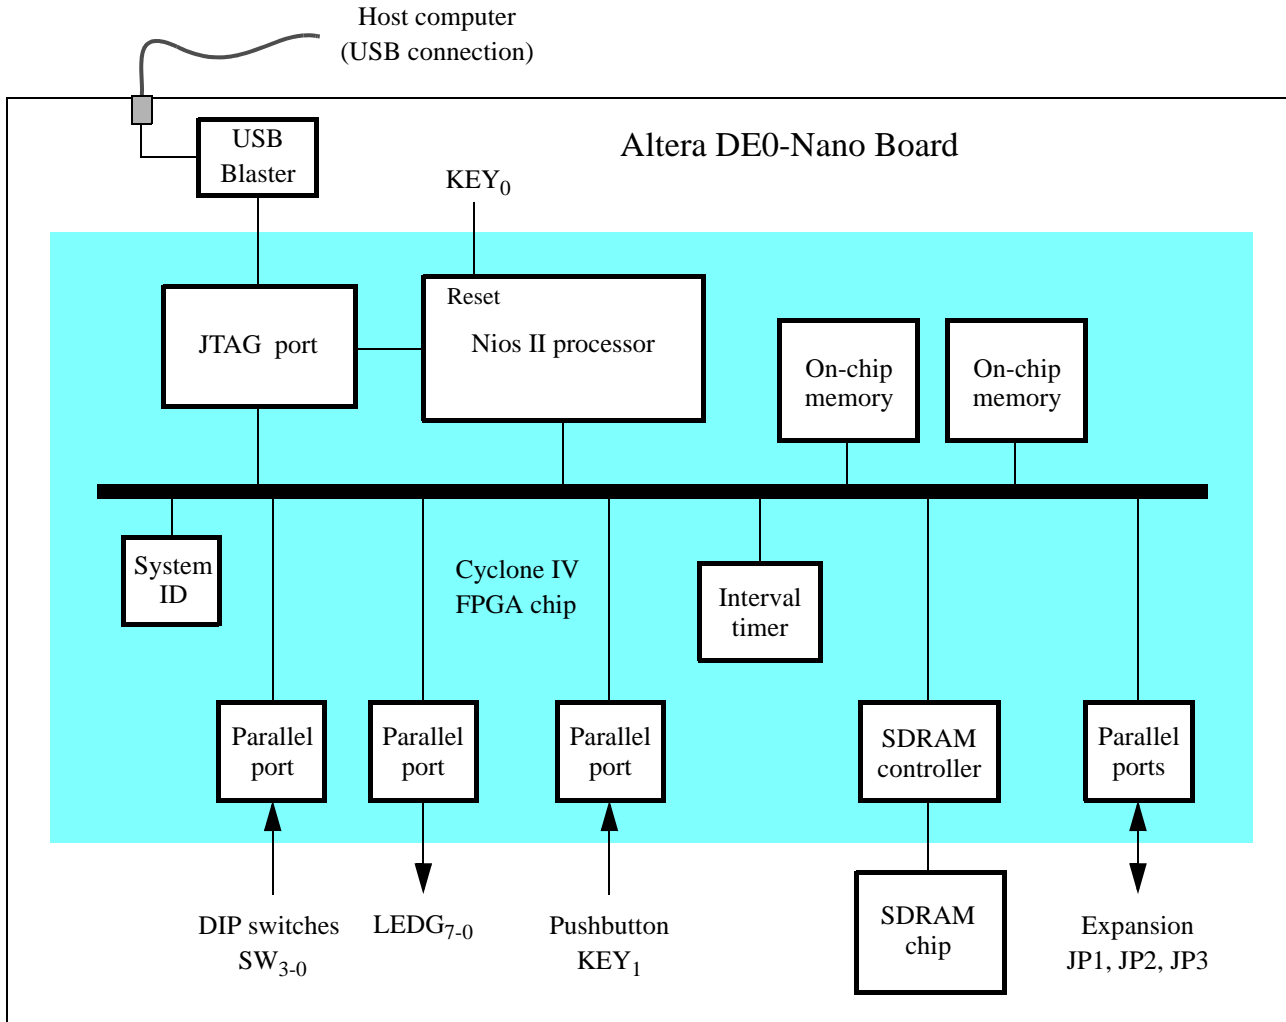 Host computer
(USB connection)
USB
Blaster
Altera DE0-Nano Board
KEY0
Reset
JTAG port
Nios II processor
On-chip
memory
On-chip
memory
System
ID
Cyclone IV
FPGA chip
Interval
timer
Parallel
port
Parallel
port
Parallel
port
SDRAM
controller
Parallel
ports
DIP switches
SW3-0
LEDG7-0
Pushbutton
KEY1
SDRAM
chip
Expansion
JP1, JP2, JP3